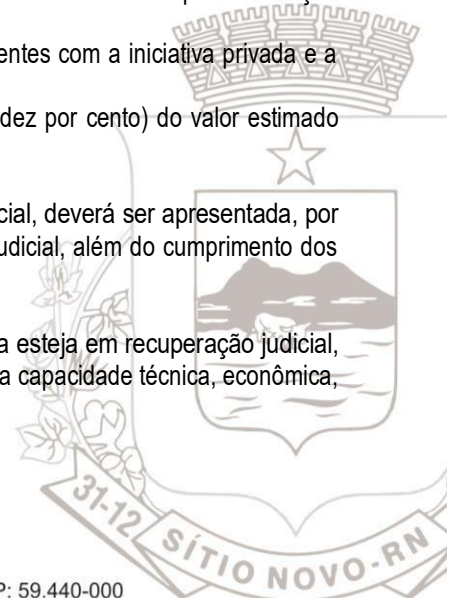 entes com a iniciativa privada e a
dez por cento) do valor estimado
cial, deverá ser apresentada, por
udicial, além do cumprimento dos
a esteja em recuperação judicial,
a capacidade técnica, econômica,
31-12 SÍTIO NOVO-RN
P: 59.440-000